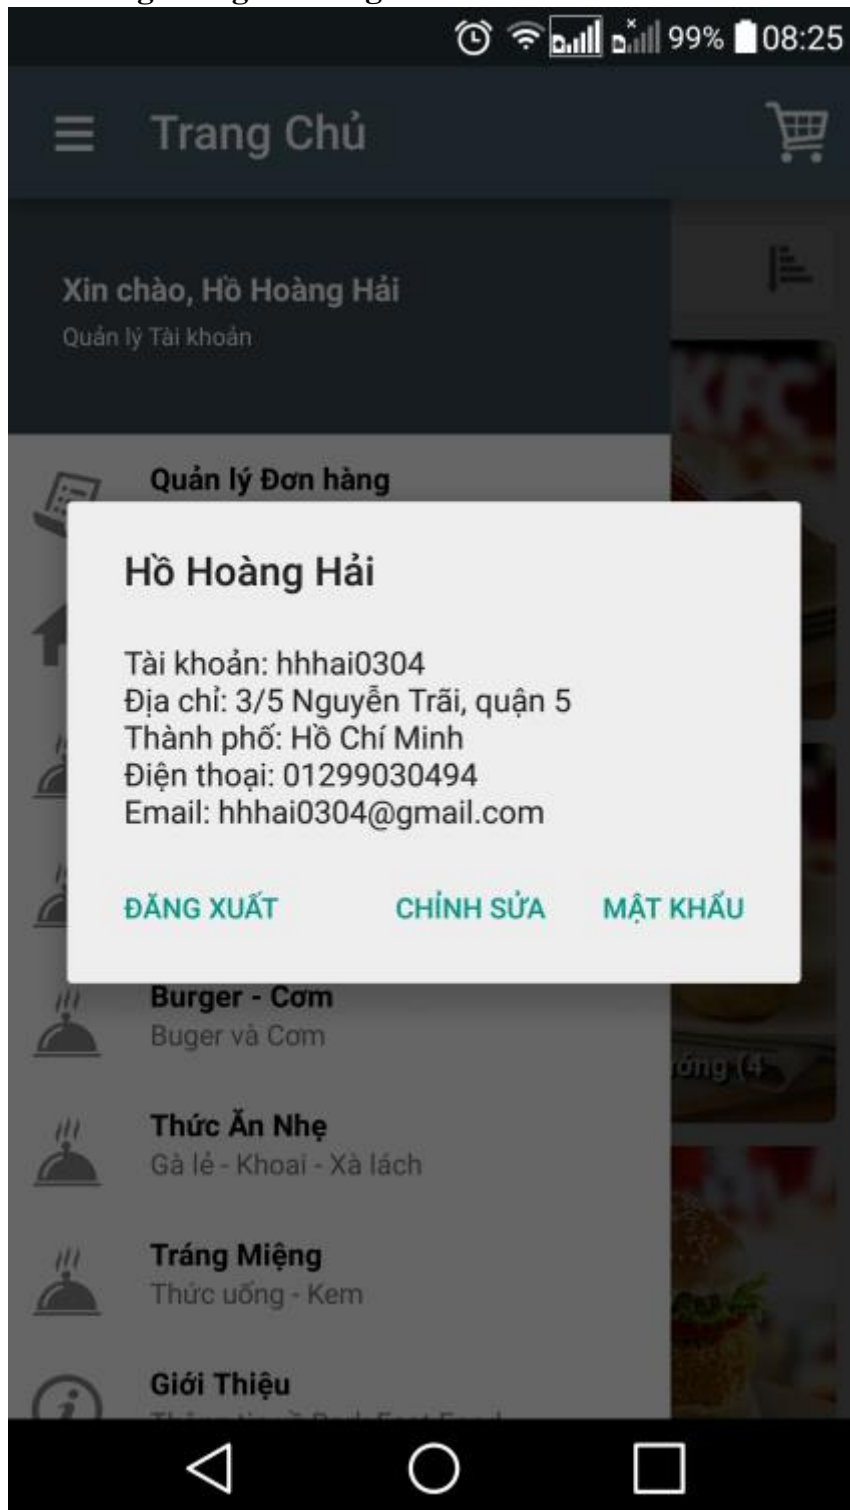 99% 08:25
Trang Chủ
Xin chào, Hồ Hoàng Hải
Quản lý Tài khoản
KFC
Quản lý Đơn hàng
Hồ Hoàng Hải
Tài khoản: hhhai0304
Địa chỉ: 3/5 Nguyễn Trãi, quận 5
Thành phố: Hồ Chí Minh
Điện thoại: 01299030494
Email: hhhai0304@gmail.com
ĐĂNG XUẤT CHỈNH SỬA MẬT KHẨU
Burger - Cơm
Buger và Cơm
(4
Thức Ăn Nhẹ
Gà lẻ - Khoai - Xà lách
Tráng Miệng
Thức uống - Kem
Giới Thiệu